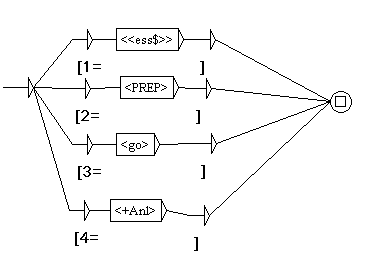 <<ess$>>
[1= ]
<PREP>
[2= ]
<go>
[3= ]
<+Anl>
[4= ]